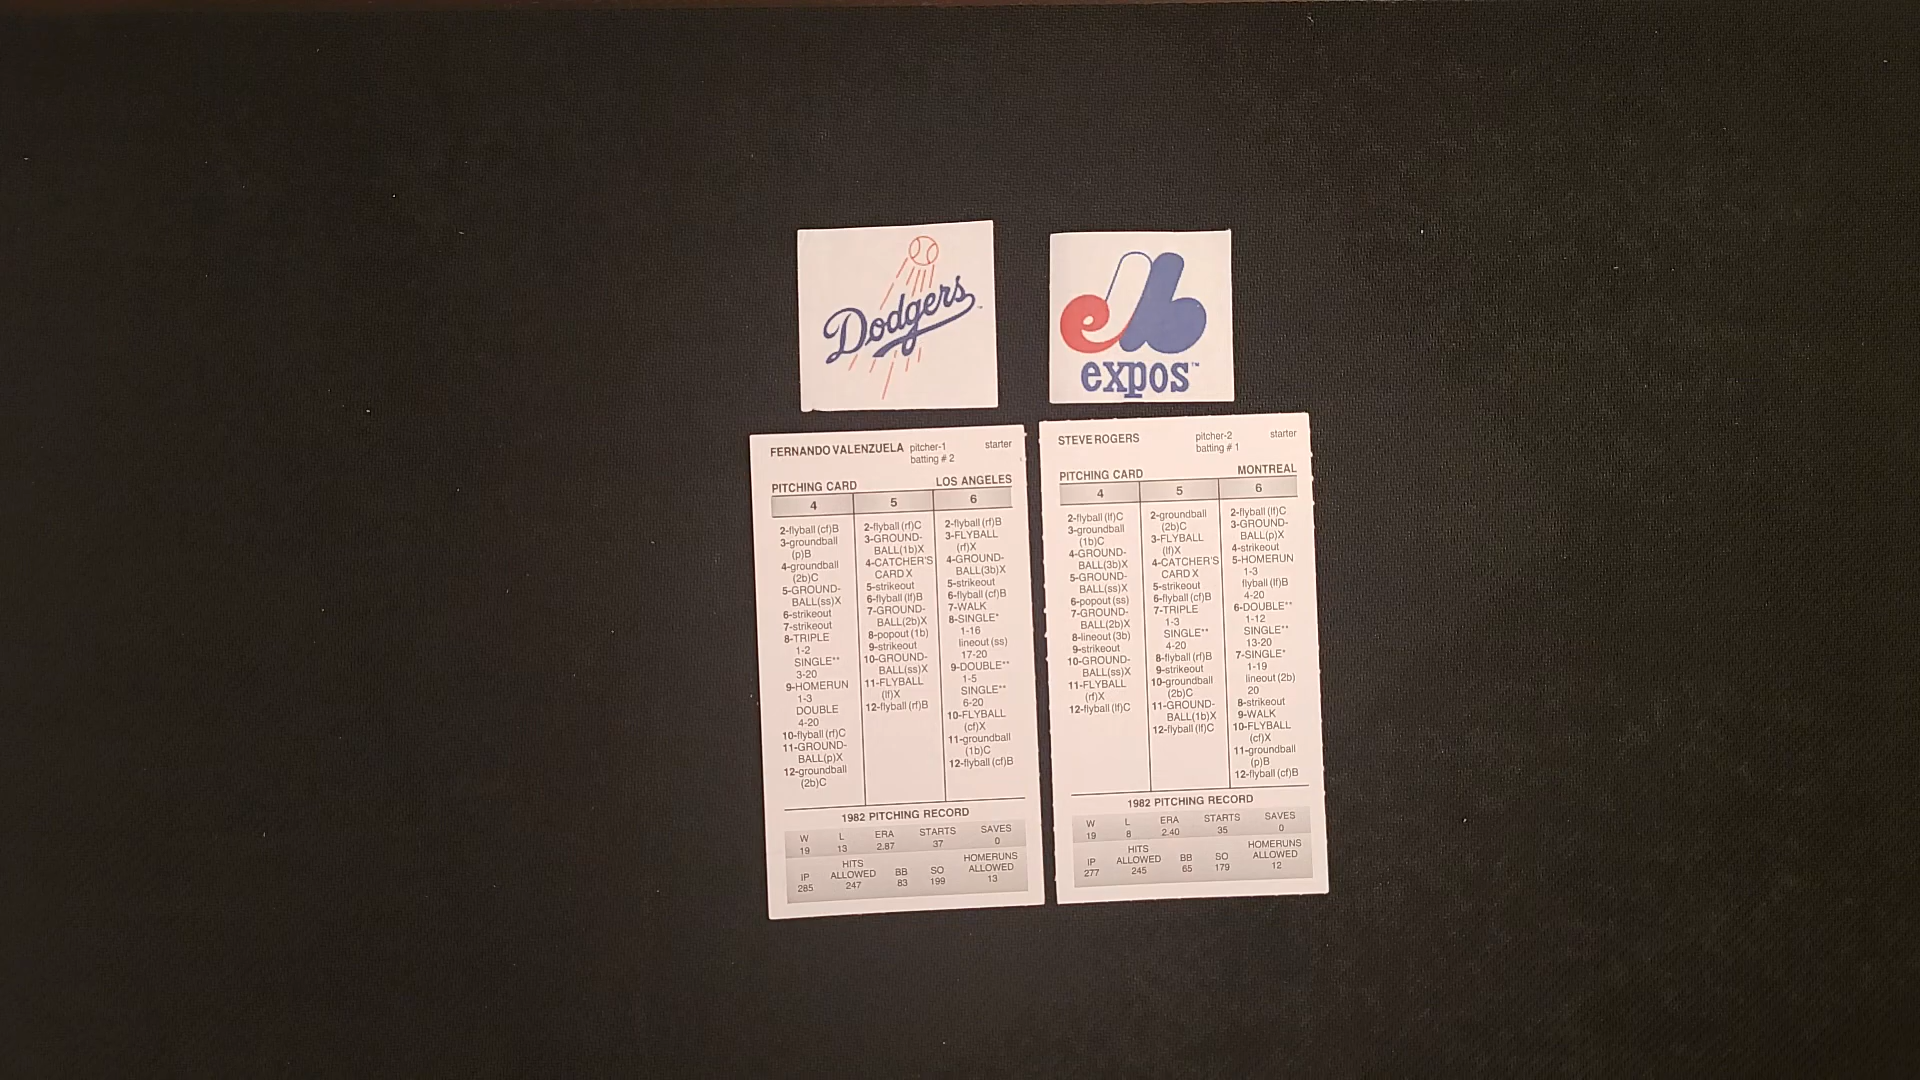 Dodgers
expos™
FERNANDO VALENZUELA pitcher-1 starter
batting # 2
PITCHING CARD LOS ANGELES
4 5 6
2-flyball (cf)B
3-groundball
(p)B
4-groundball
(2b)C
5-GROUND-
BALL(ss)X
6-strikeout
7-strikeout
8-TRIPLE
1-2
SINGLE**
3-20
9-HOMERUN
1-3
DOUBLE
4-20
10-flyball (rf)C
11-GROUND-
BALL(p)X
12-groundball
(2b)C
2-flyball (rf)C
3-GROUND-
BALL(1b)X
4-CATCHER'S
CARD X
5-strikeout
6-flyball (lf)B
7-GROUND-
BALL(2b)X
8-popout (1b)
9-strikeout
10-GROUND-
BALL(ss)X
11-FLYBALL
(lf)X
12-flyball (rf)B
2-flyball (rf)B
3-FLYBALL
(rf)X
4-GROUND-
BALL(3b)X
5-strikeout
6-flyball (cf)B
7-WALK
8-SINGLE*
1-16
lineout (ss)
17-20
9-DOUBLE**
1-5
SINGLE**
6-20
10-FLYBALL
(cf)X
11-groundball
(1b)C
12-flyball (cf)B
1982 PITCHING RECORD
W L ERA STARTS SAVES
19 13 2.87 37 0
IP HITS ALLOWED BB SO HOMERUNS ALLOWED
285 247 83 199 13
STEVE ROGERS pitcher-2 starter
batting # 1
PITCHING CARD MONTREAL
4 5 6
2-flyball (lf)C
3-groundball
(1b)C
4-GROUND-
BALL(3b)X
5-GROUND-
BALL(ss)X
6-popout (ss)
7-GROUND-
BALL(2b)X
8-lineout (3b)
9-strikeout
10-GROUND-
BALL(ss)X
11-FLYBALL
(rf)X
12-flyball (lf)C
2-groundball
(2b)C
3-FLYBALL
(lf)X
4-CATCHER'S
CARD X
5-strikeout
6-flyball (cf)B
7-TRIPLE
1-3
SINGLE**
4-20
8-flyball (rf)B
9-strikeout
10-groundball
(2b)C
11-GROUND-
BALL(1b)X
12-flyball (lf)C
2-flyball (lf)C
3-GROUND-
BALL(p)X
4-strikeout
5-HOMERUN
1-3
flyball (lf)B
4-20
6-DOUBLE**
1-12
SINGLE**
13-20
7-SINGLE*
1-19
lineout (2b)
20
8-strikeout
9-WALK
10-FLYBALL
(cf)X
11-groundball
(p)B
12-flyball (cf)B
1982 PITCHING RECORD
W L ERA STARTS SAVES
19 8 2.40 35 0
IP HITS ALLOWED BB SO HOMERUNS ALLOWED
277 245 65 179 12